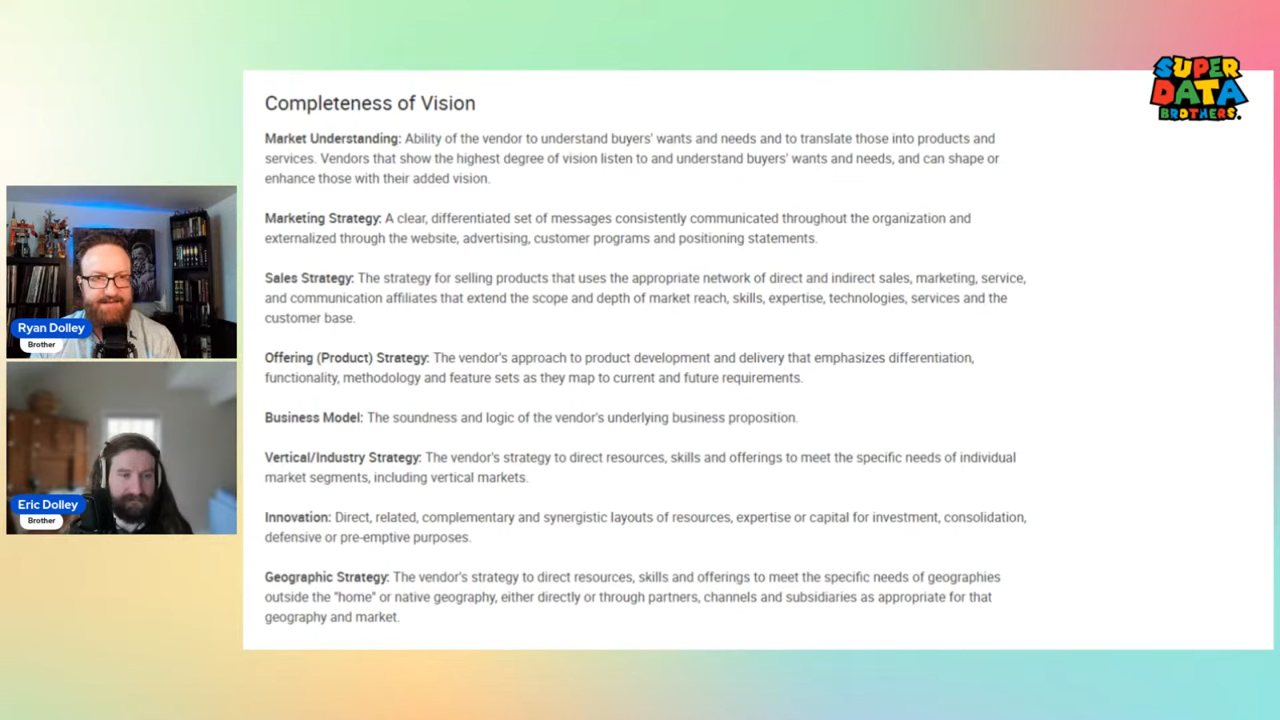 SUPER
DATA
BROTHERS.
Completeness of Vision
Market Understanding: Ability of the vendor to understand buyers' wants and needs and to translate those into products and
services. Vendors that show the highest degree of vision listen to and understand buyers' wants and needs, and can shape or
enhance those with their added vision.
Marketing Strategy: A clear, differentiated set of messages consistently communicated throughout the organization and
externalized through the website, advertising, customer programs and positioning statements.
Sales Strategy: The strategy for selling products that uses the appropriate network of direct and indirect sales, marketing, service,
and communication affiliates that extend the scope and depth of market reach, skills, expertise, technologies, services and the
customer base.
Offering (Product) Strategy: The vendor's approach to product development and delivery that emphasizes differentiation,
functionality, methodology and feature sets as they map to current and future requirements.
Business Model: The soundness and logic of the vendor's underlying business proposition.
Vertical/Industry Strategy: The vendor's strategy to direct resources, skills and offerings to meet the specific needs of individual
market segments, including vertical markets.
Innovation: Direct, related, complementary and synergistic layouts of resources, expertise or capital for investment, consolidation,
defensive or pre-emptive purposes.
Geographic Strategy: The vendor's strategy to direct resources, skills and offerings to meet the specific needs of geographies
outside the "home" or native geography, either directly or through partners, channels and subsidiaries as appropriate for that
geography and market.
Ryan Dolley
Brother
Eric Dolley
Brother